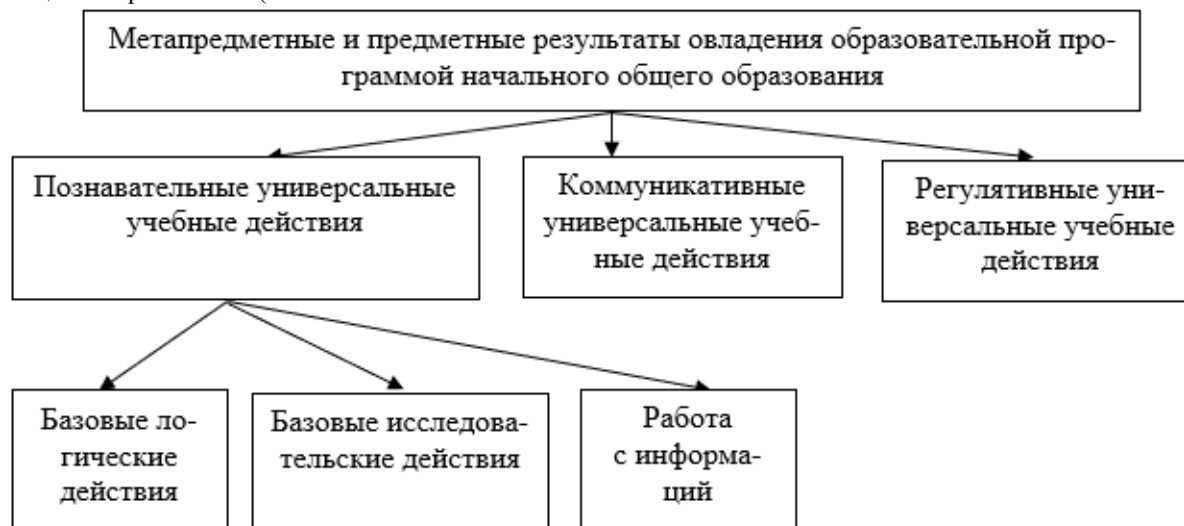 Метапредметные и предметные результаты овладения образовательной про-
граммой начального общего образования
Познавательные универсальные
учебные действия
Коммуникативные
универсальные учеб-
ные действия
Регулятивные уни-
версальные учебные
действия
Базовые ло-
гические
действия
Базовые исследова-
тельские действия
Работа
с информа-
ций